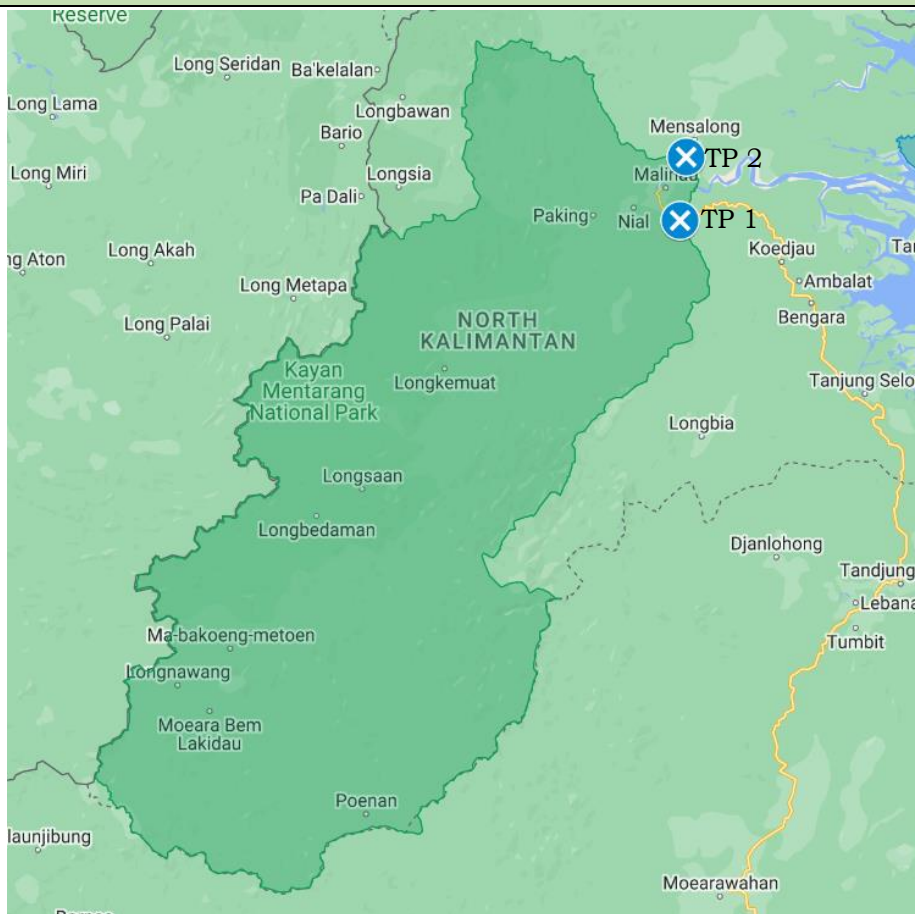 Reserve
Long Seridan
Ba'kelalan
Long Lama
Longbawan
Bario
Mensalong
TP 2
Long Miri
Longsia
Malinau
Pa Dali
Paking
Nial
TP 1
Long Akah
Koedjau
Ta
ng Aton
Long Metapa
Ambalat
Bengara
Long Palai
NORTH
KALIMANTAN
Kayan
Mentarang
National Park
Longkemuat
Tanjung Selo
Longbia
Longsaan
Longbedaman
Djanlohong
Tandjung
Lebana
Tumbit
Ma-bakoeng-metoen
Longnawang
Moeara Bem
Lakidau
Poenan
launjibung
Moearawahan